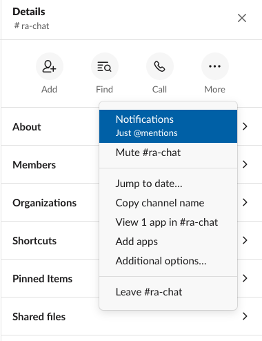 Details
# ra-chat
Add
Find
Call
More
About
Members
Organizations
Shortcuts
Pinned Items
Shared files
Notifications
Just @mentions
Mute #ra-chat
Jump to date...
Copy channel name
View 1 app in #ra-chat
Add apps
Additional options...
Leave #ra-chat